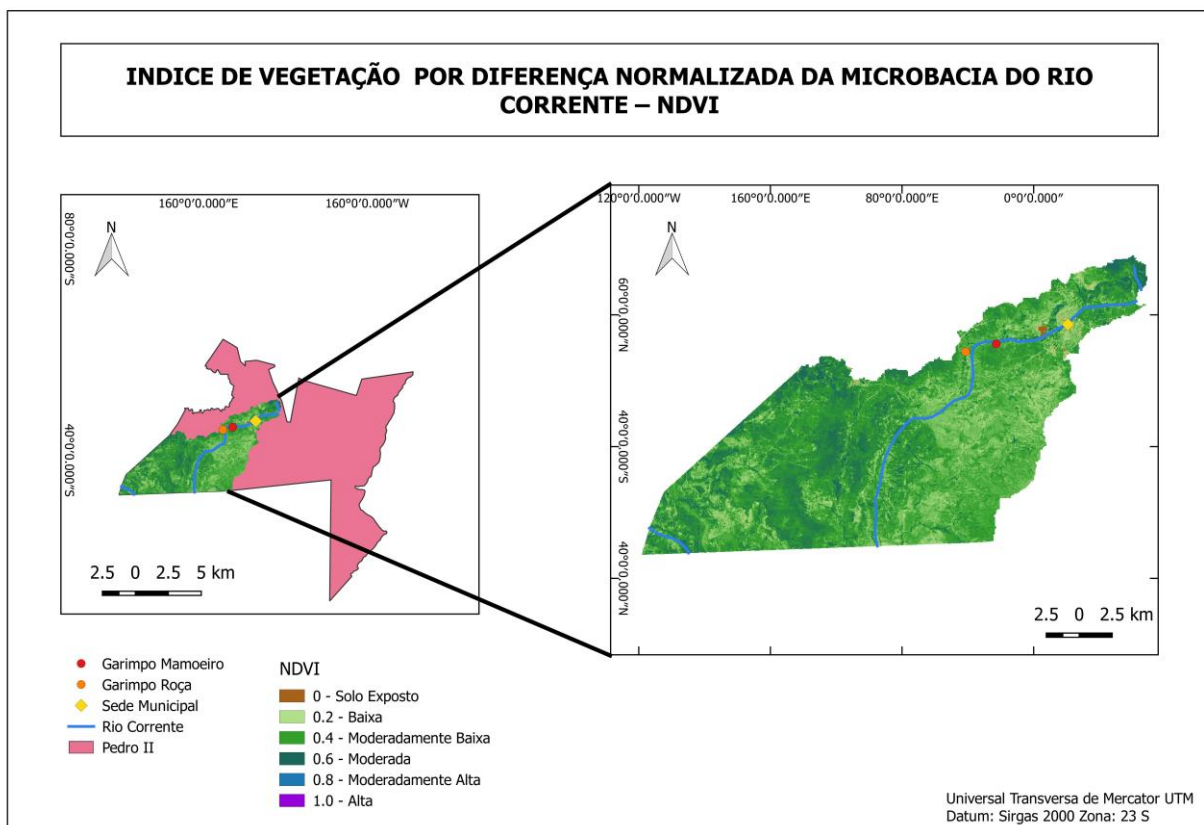 INDICE DE VEGETAÇÃO POR DIFERENÇA NORMALIZADA DA MICROBACIA DO RIO
CORRENTE – NDVI
160°0'0.000"E
160°0'0.000"W
80°0'0.000"S
40°0'0.000"S
N
2.5 0 2.5 5 km
120°0'0.000"W
160°0'0.000"W
80°0'0.000"W
0°0'0.000"
60°0'0.000"N
40°0'0.000"S
40°0'0.000"N
N
2.5 0 2.5 km
Garimpo Mamoeiro
Garimpo Roça
Sede Municipal
Rio Corrente
Pedro II
NDVI
0 - Solo Exposto
0.2 - Baixa
0.4 - Moderadamente Baixa
0.6 - Moderada
0.8 - Moderadamente Alta
1.0 - Alta
Universal Transversa de Mercator UTM
Datum: Sirgas 2000 Zona: 23 S